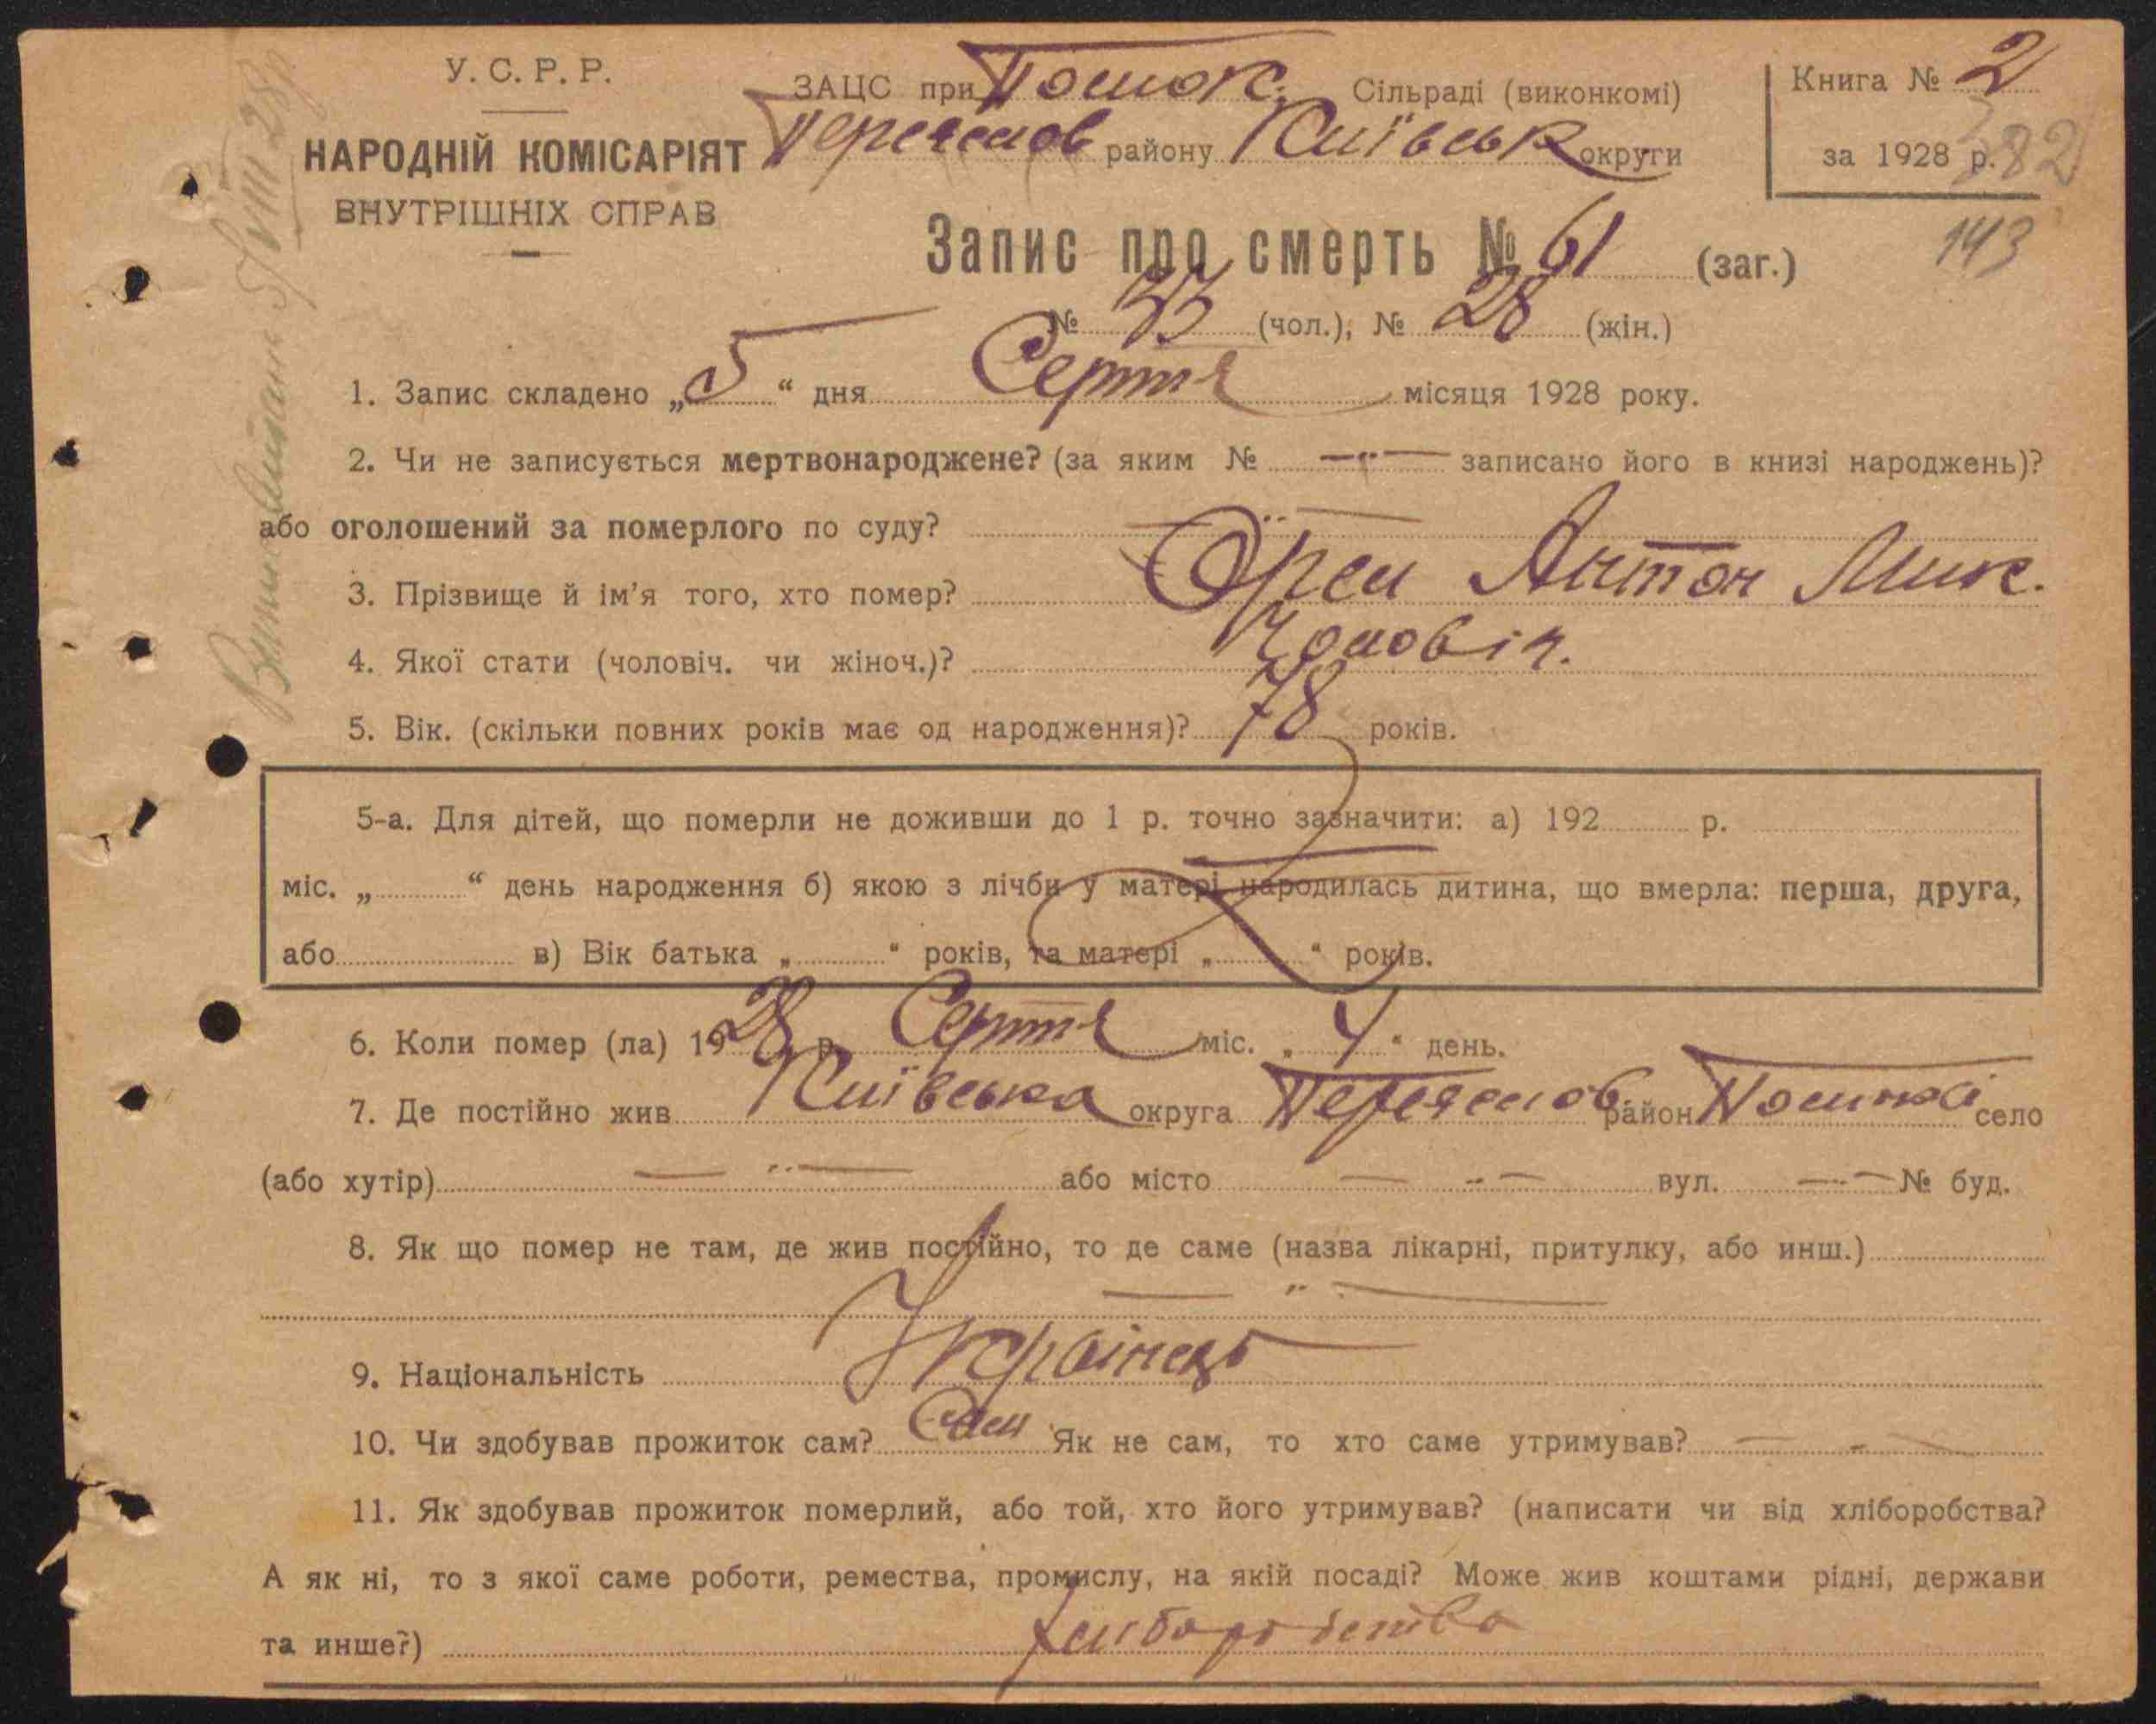 У. С. Р. Р.
НАРОДНІЙ КОМІСАРІЯТ
ВНУТРІШНІХ СПРАВ
ЗАЦС при Пошок. Сільраді (виконкомі)
Переяслов району Київськ округи
Книга № 2
за 1928 р. 382
143
Запис про смерть № 61 (заг.)
№ 33 (чол.), № 28 (жін.)
1. Запис складено „5“ дня Серпня місяця 1928 року.
2. Чи не записується мертвонароджене? (за яким № — записано його в книзі народжень)?
або оголошений за померлого по суду? — " —
3. Прізвище й ім'я того, хто помер? Антон Мик.
4. Якої стати (чоловіч. чи жіноч.)? Чоловіч.
5. Вік. (скільки повних років має од народження)? 78 років.
5-а. Для дітей, що померли не доживши до 1 р. точно зазначити: а) 192 р.
міс. „ “ день народження б) якою з лічби у матері народилась дитина, що вмерла: перша, друга,
або в) Вік батька „ “ років, та матері „ “ років.
6. Коли помер (ла) 1928 р. Серпня міс. „4“ день.
7. Де постійно жив Київська округа Переяслов. район село
(або хутір) — " — або місто — " — вул. — " — № буд.
8. Як що помер не там, де жив постійно, то де саме (назва лікарні, притулку, або инш.)
— " —
9. Національність Українець
10. Чи здобував прожиток сам? Сам Як не сам, то хто саме утримував? — " —
11. Як здобував прожиток померлий, або той, хто його утримував? (написати чи від хліборобства?
А як ні, то з якої саме роботи, ремества, промислу, на якій посаді? Може жив коштами рідні, держави
та инше?) Хліборобства